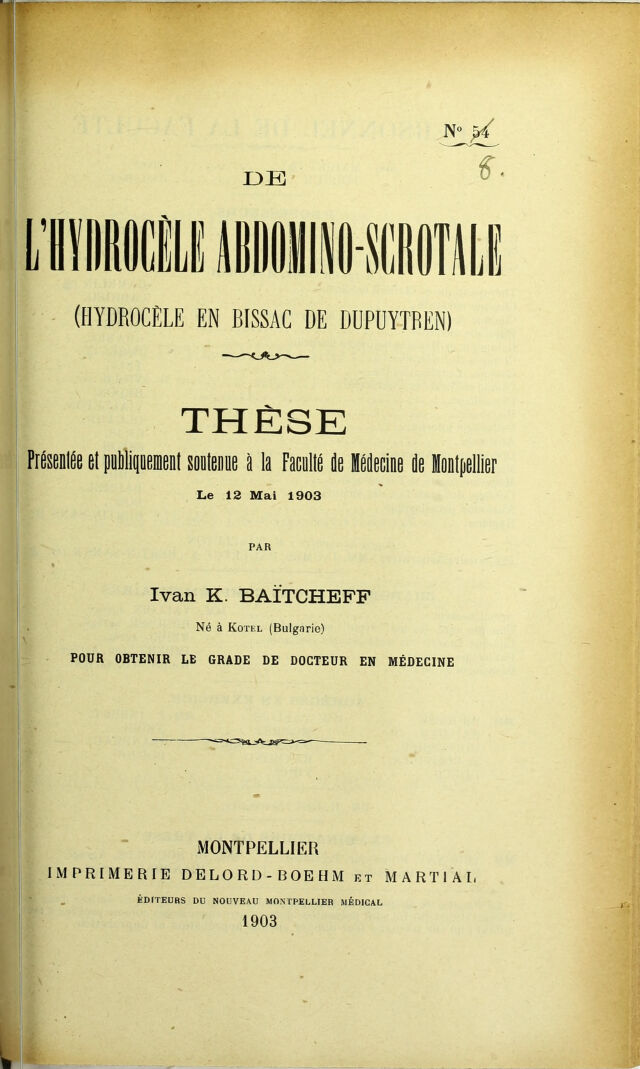 N° 54
8.
DE
L'HYDROCÈLE ABDOMINO-SCROTALE
(HYDROCÈLE EN BISSAC DE DUPUYTREN)
THÈSE
Présentée et publiquement soutenue à la Faculté de Médecine de Montpellier
Le 12 Mai 1903
PAR
Ivan K. BAÏTCHEFF
Né à KOTEL (Bulgarie)
POUR OBTENIR LE GRADE DE DOCTEUR EN MÉDECINE
MONTPELLIER
IMPRIMERIE DELORD-BOEHM ET MARTIAL
ÉDITEURS DU NOUVEAU MONTPELLIER MÉDICAL
1903